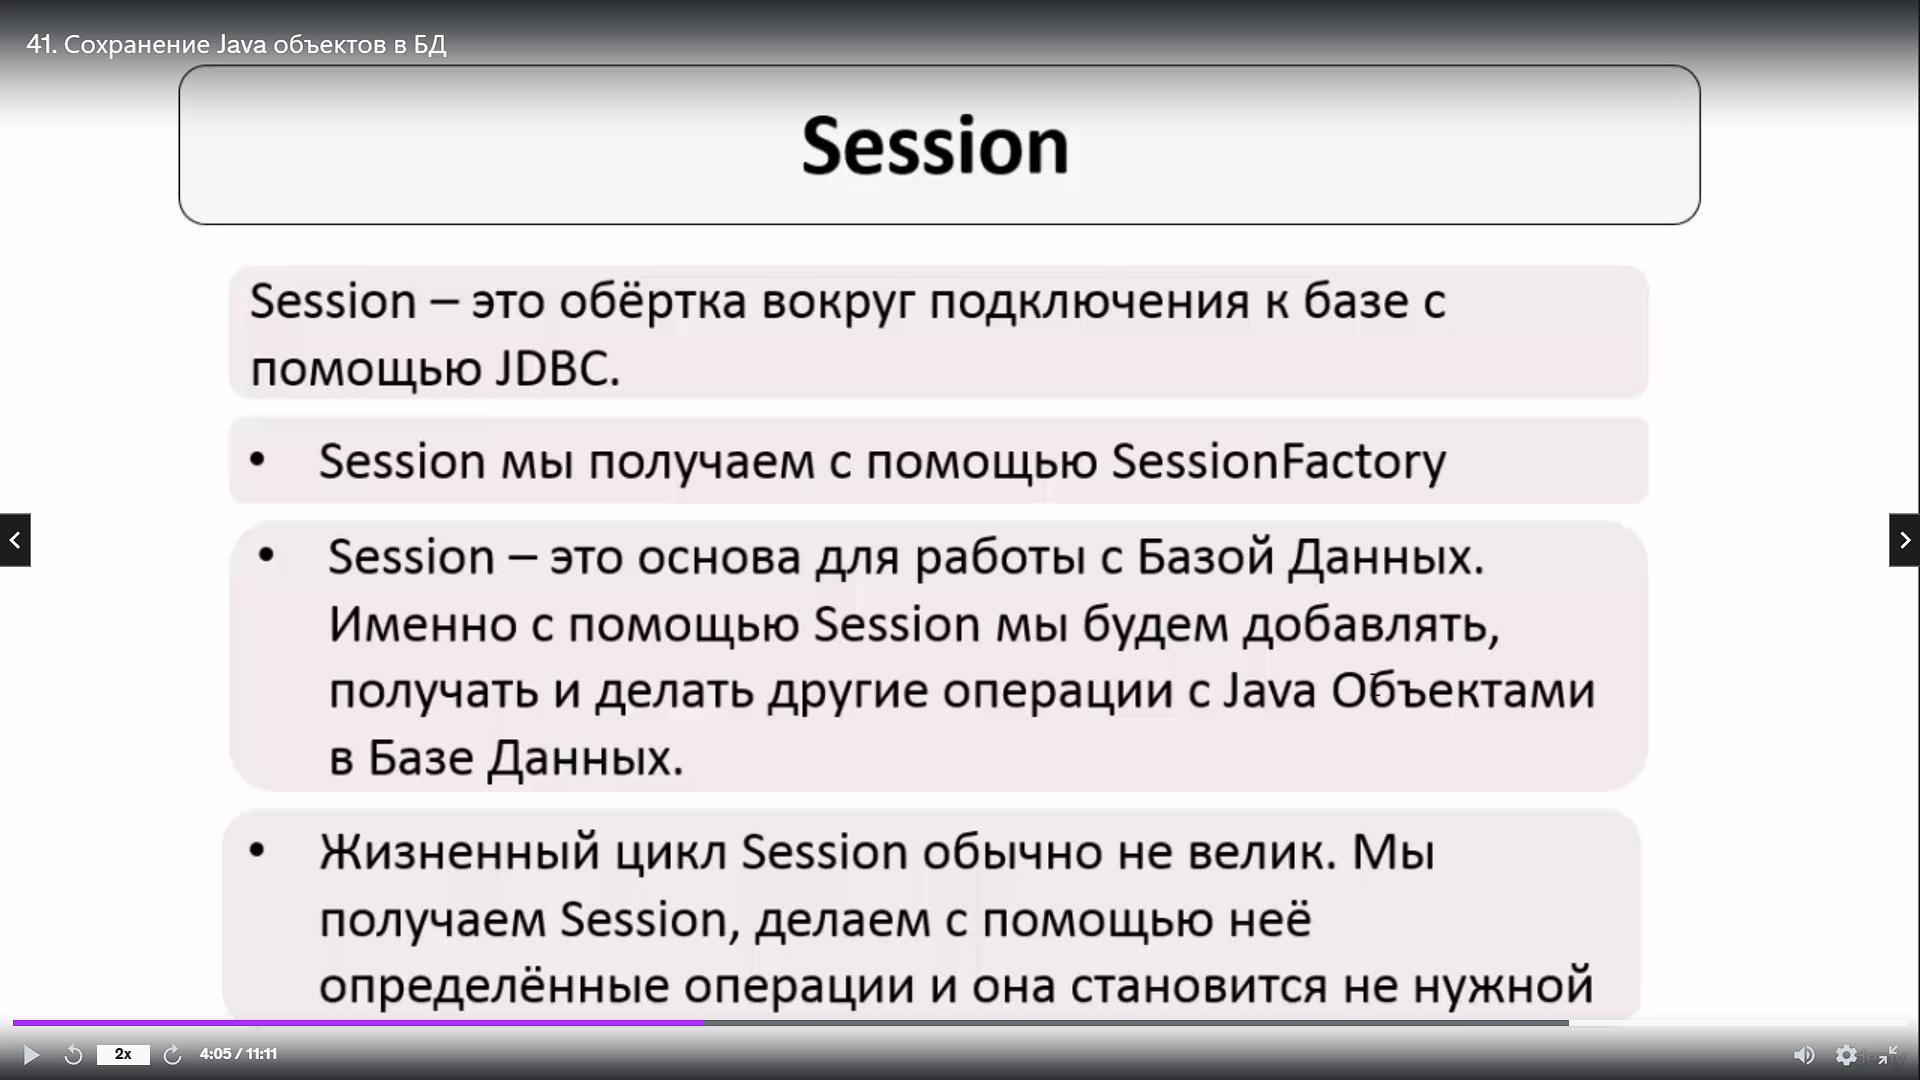 41. Сохранение Java объектов в БД
Session
Session – это обёртка вокруг подключения к базе с
помощью JDBC.
• Session мы получаем с помощью SessionFactory
• Session – это основа для работы с Базой Данных.
Именно с помощью Session мы будем добавлять,
получать и делать другие операции с Java Объектами
в Базе Данных.
• Жизненный цикл Session обычно не велик. Мы
получаем Session, делаем с помощью неё
определённые операции и она становится не нужной
2x
4:05 / 11:11